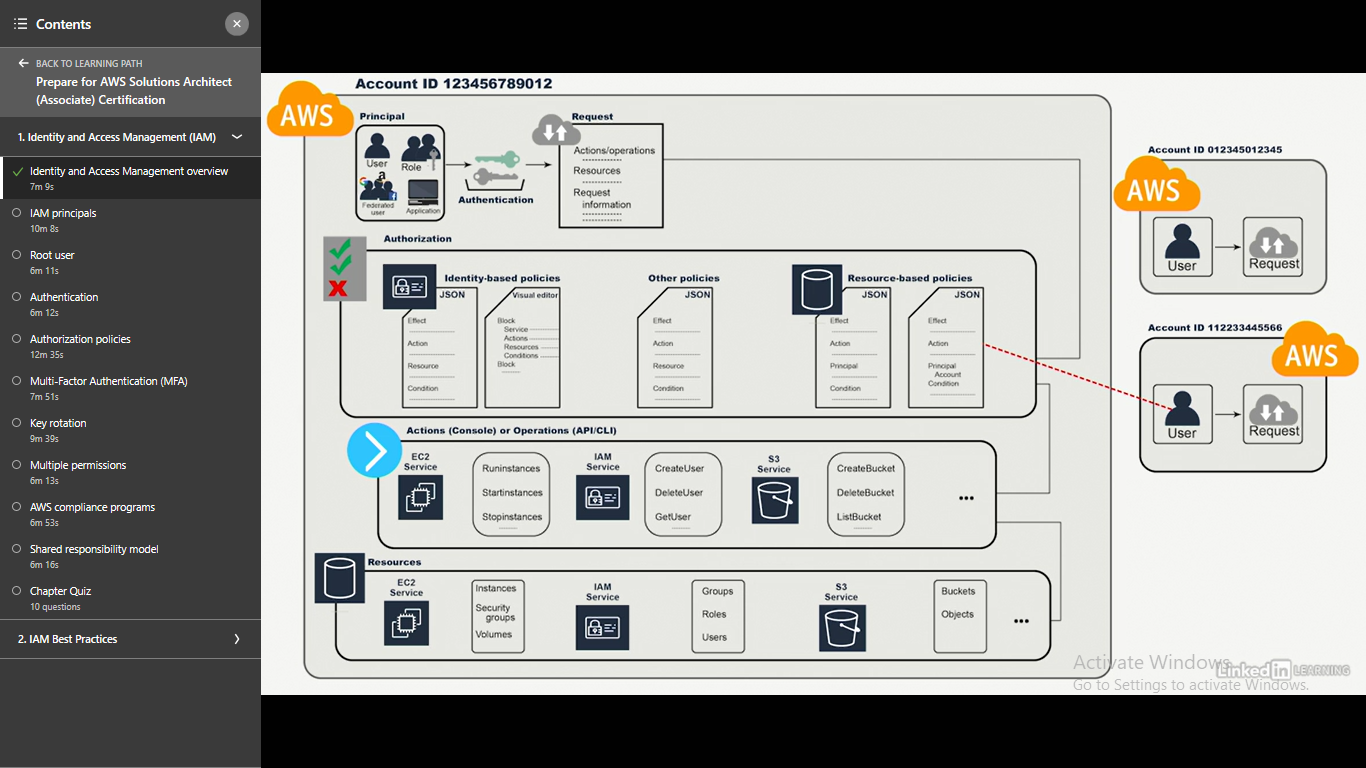 Contents
BACK TO LEARNING PATH
Prepare for AWS Solutions Architect
(Associate) Certification
1. Identity and Access Management (IAM)
Identity and Access Management overview
7m 9s
IAM principals
10m 8s
Root user
6m 11s
Authentication
6m 12s
Authorization policies
12m 35s
Multi-Factor Authentication (MFA)
7m 51s
Key rotation
9m 39s
Multiple permissions
6m 13s
AWS compliance programs
6m 53s
Shared responsibility model
6m 16s
Chapter Quiz
10 questions
2. IAM Best Practices
Account ID 123456789012
AWS
Principal
User
Role
a
Federated
user
Application
Authentication
Request
Actions/operations
Resources
Request
information
Authorization
Identity-based policies
JSON
Effect
Action
Resource
Condition
Visual editor
Block
Service
Actions
Resources
Conditions
Block
Other policies
JSON
Effect
Action
Resource
Condition
Resource-based policies
JSON
Effect
Action
Principal
Condition
JSON
Effect
Action
Principal
Account
Condition
Actions (Console) or Operations (API/CLI)
EC2
Service
Runinstances
Startinstances
Stopinstances
IAM
Service
CreateUser
DeleteUser
GetUser
S3
Service
CreateBucket
DeleteBucket
ListBucket
...
Resources
EC2
Service
Instances
Security
groups
Volumes
IAM
Service
Groups
Roles
Users
S3
Service
Buckets
Objects
...
Account ID 012345012345
AWS
User
Request
Account ID 112233445566
AWS
User
Request
Activate Windows
Go to Settings to activate Windows.
Linked in LEARNING